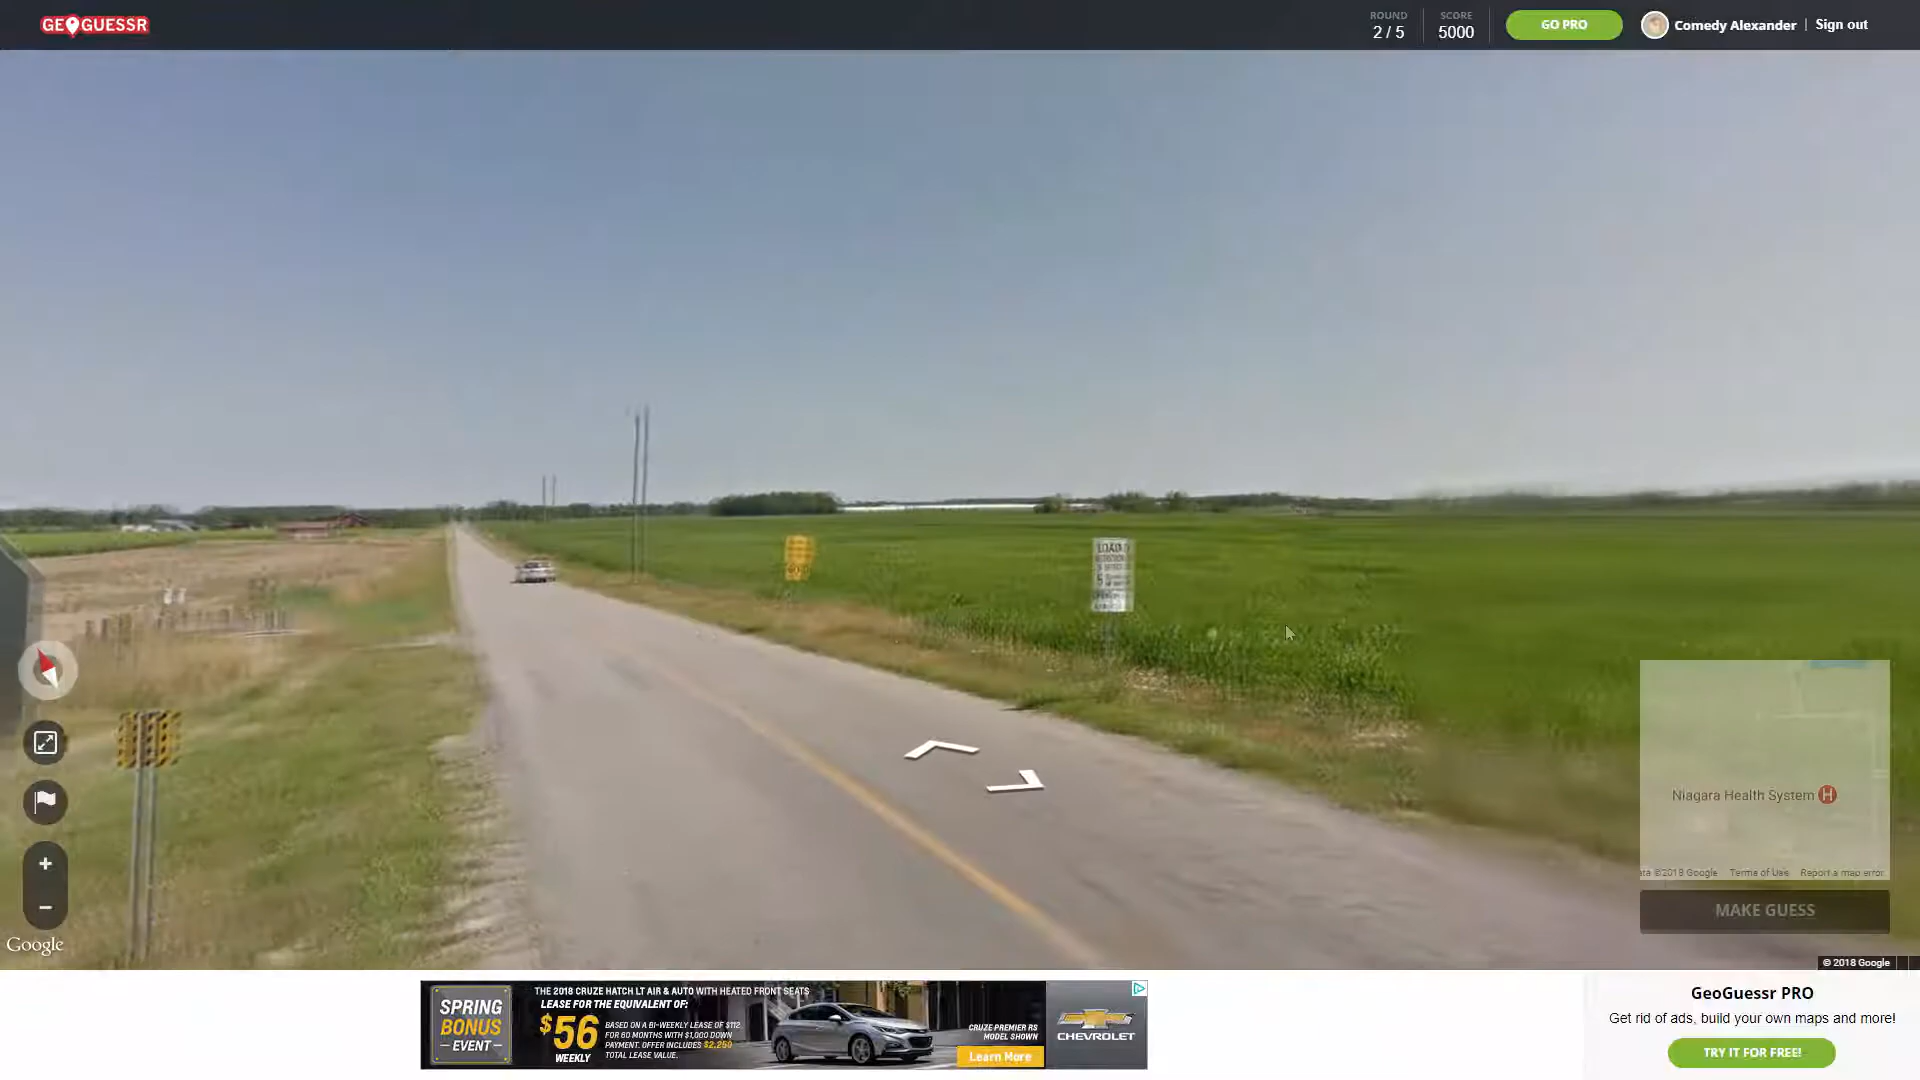 GEOGUESSR
ROUND
2 / 5
SCORE
5000
GO PRO
Comedy Alexander | Sign out
LOAD
5
Niagara Health System H
©2018 Google Terms of Use Report a map error
MAKE GUESS
+
−
Google
© 2018 Google
SPRING
BONUS
— EVENT —
THE 2018 CRUZE HATCH LT AIR & AUTO WITH HEATED FRONT SEATS
LEASE FOR THE EQUIVALENT OF:
$56
WEEKLY
BASED ON A BI-WEEKLY LEASE OF $112
FOR 60 MONTHS WITH $1,000 DOWN
PAYMENT. OFFER INCLUDES $2,250
TOTAL LEASE VALUE.
CRUZE PREMIER RS
MODEL SHOWN
Learn More
CHEVROLET
GeoGuessr PRO
Get rid of ads, build your own maps and more!
TRY IT FOR FREE!